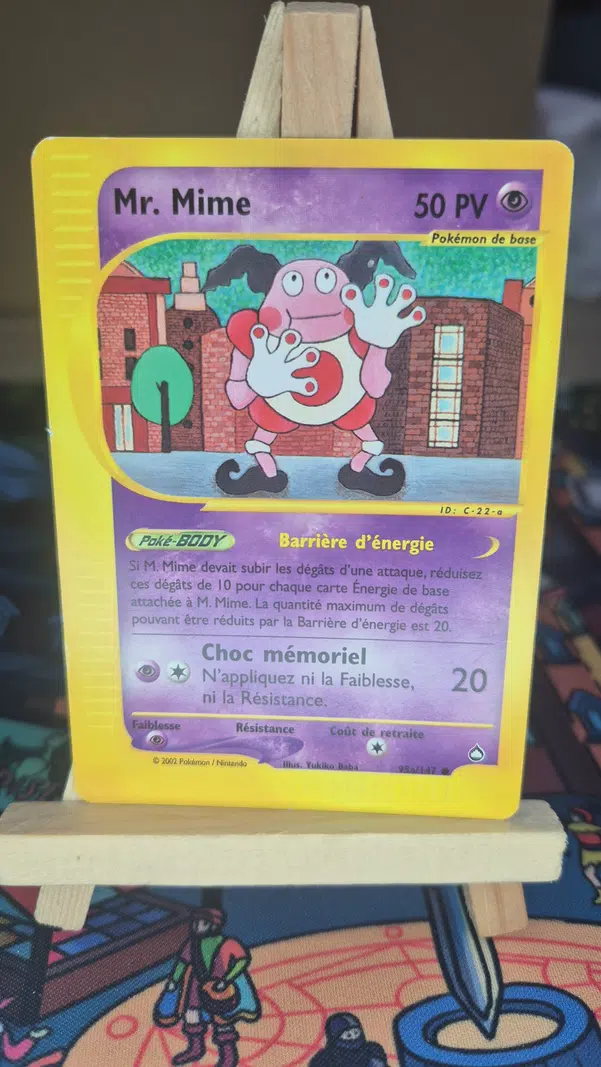 Mr. Mime
50 PV
Pokémon de base
ID: C-22-a
Poké-BODY Barrière d'énergie
Si M. Mime devait subir les dégâts d'une attaque, réduisez
ces dégâts de 10 pour chaque carte Énergie de base
attachée à M. Mime. La quantité maximum de dégâts
pouvant être réduits par la Barrière d'énergie est 20.
Choc mémoriel
N'appliquez ni la Faiblesse, 20
ni la Résistance.
Faiblesse Résistance Coût de retraite
© 2002 Pokémon / Nintendo Illus. Yukiko Baba 95a/147